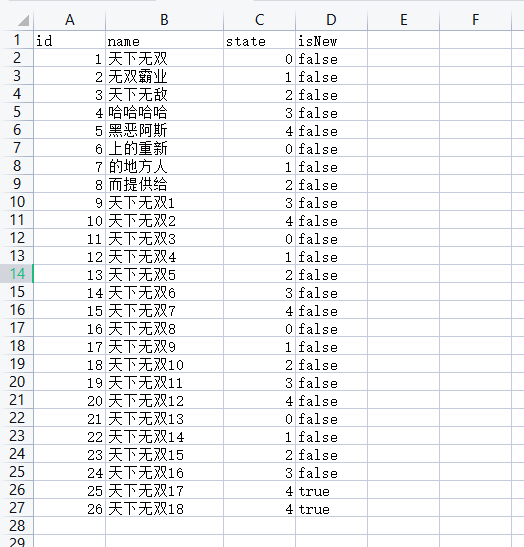 A B C D E F
1 id name state isNew
2 1 天下无双 0 false
3 2 无双霸业 1 false
4 3 天下无敌 2 false
5 4 哈哈哈哈 3 false
6 5 黑恶阿斯 4 false
7 6 上的重新 0 false
8 7 的地方人 1 false
9 8 而提供给 2 false
10 9 天下无双1 3 false
11 10 天下无双2 4 false
12 11 天下无双3 0 false
13 12 天下无双4 1 false
14 13 天下无双5 2 false
15 14 天下无双6 3 false
16 15 天下无双7 4 false
17 16 天下无双8 0 false
18 17 天下无双9 1 false
19 18 天下无双10 2 false
20 19 天下无双11 3 false
21 20 天下无双12 4 false
22 21 天下无双13 0 false
23 22 天下无双14 1 false
24 23 天下无双15 2 false
25 24 天下无双16 3 false
26 25 天下无双17 4 true
27 26 天下无双18 4 true
28
29